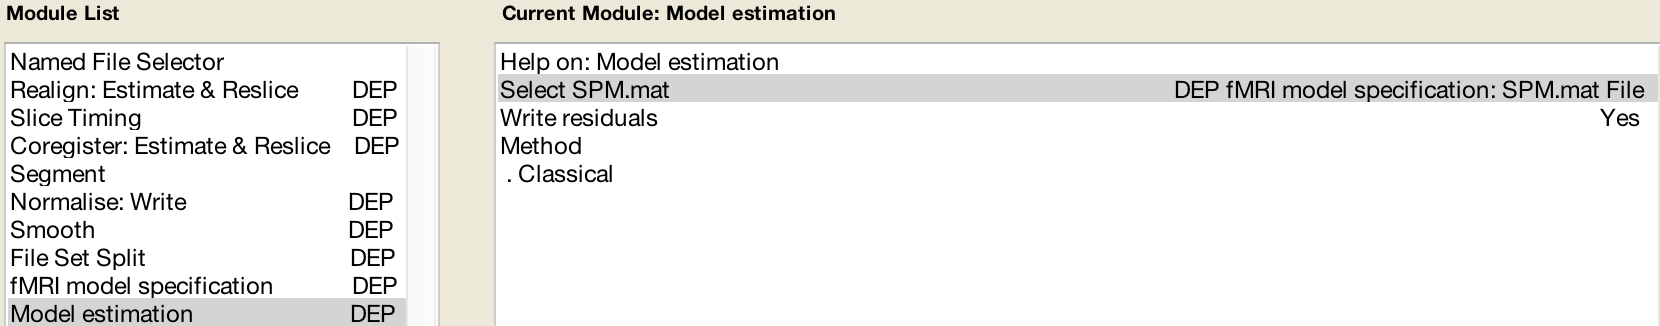 Module List
Named File Selector
Realign: Estimate & Reslice DEP
Slice Timing DEP
Coregister: Estimate & Reslice DEP
Segment
Normalise: Write DEP
Smooth DEP
File Set Split DEP
fMRI model specification DEP
Model estimation DEP
Current Module: Model estimation
Help on: Model estimation
Select SPM.mat DEP fMRI model specification: SPM.mat File
Write residuals Yes
Method
. Classical